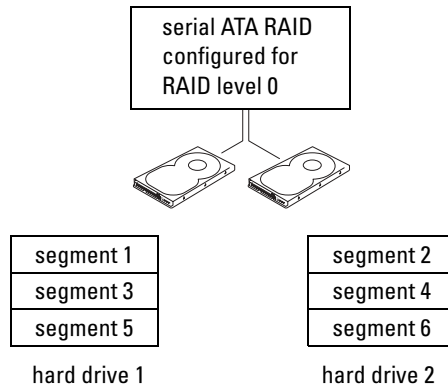 serial ATA RAID
configured for
RAID level 0
segment 1
segment 3
segment 5
hard drive 1
segment 2
segment 4
segment 6
hard drive 2